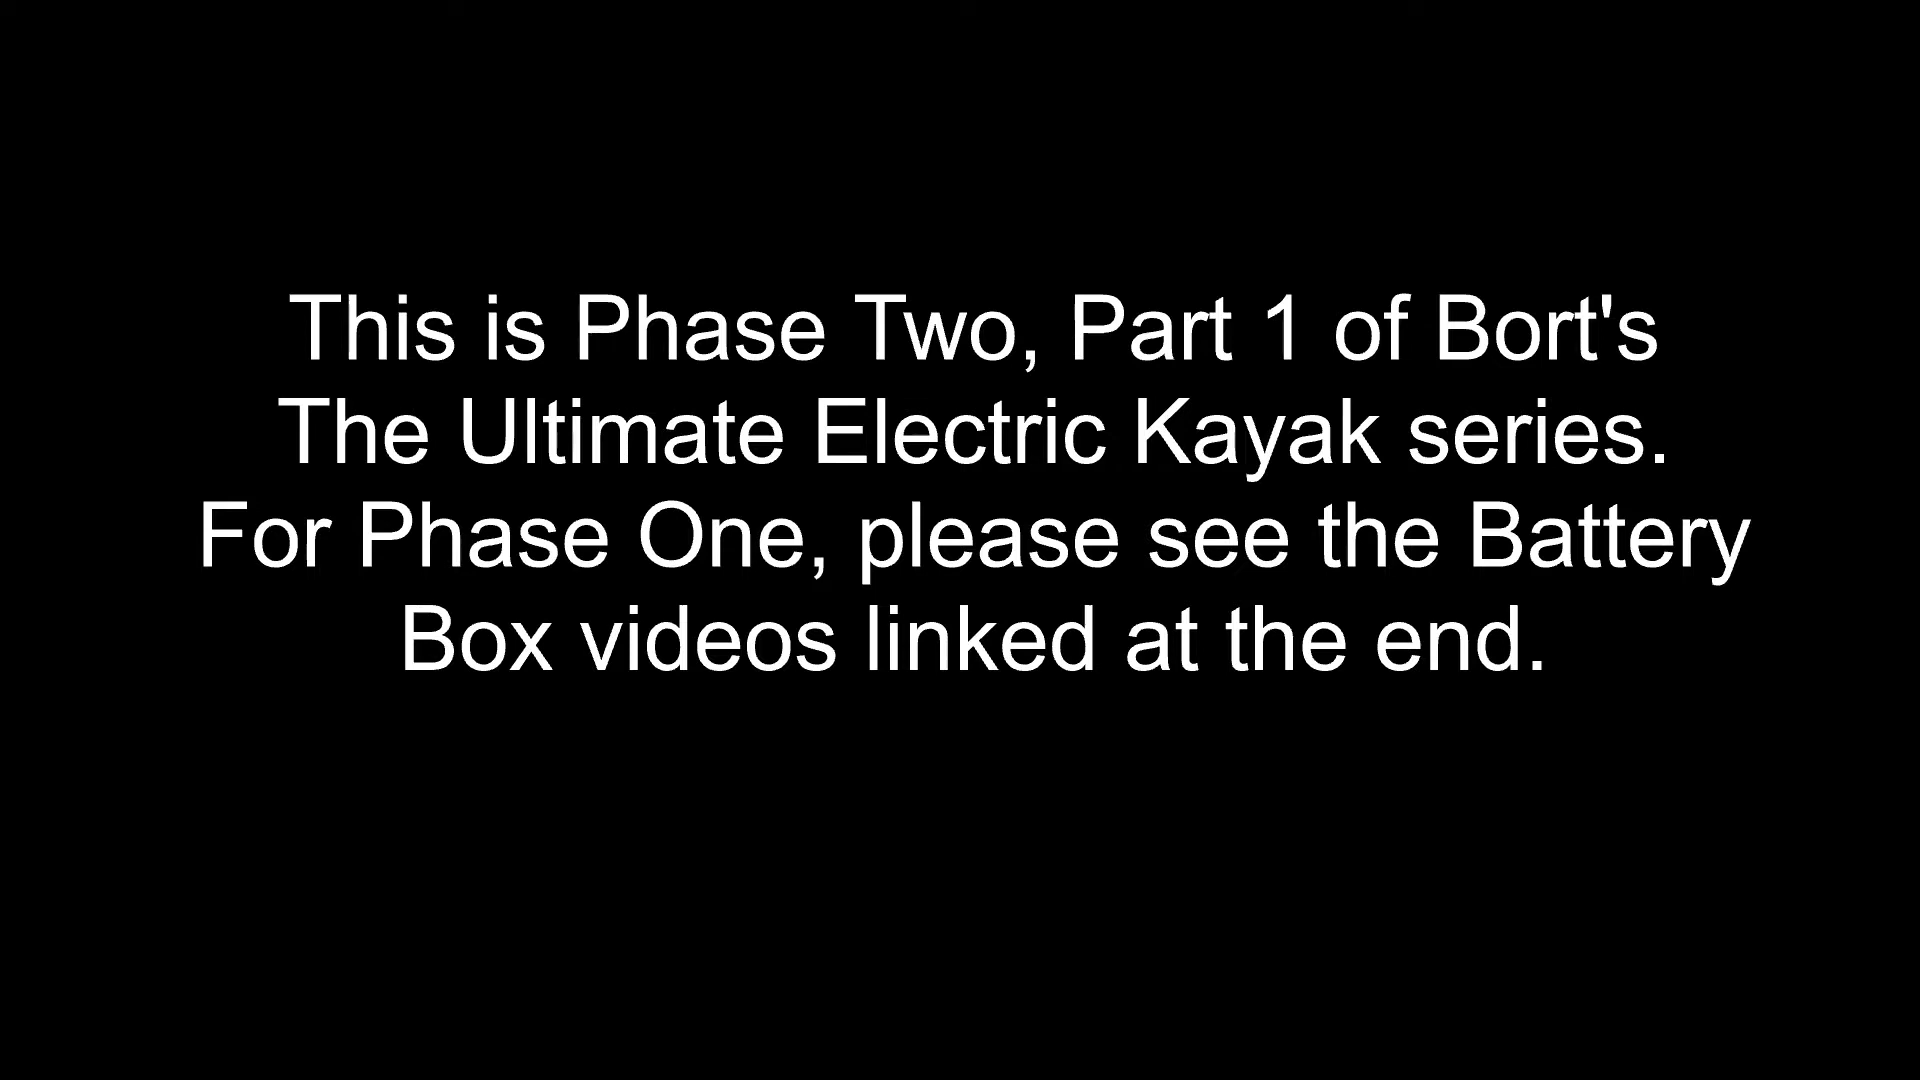 This is Phase Two, Part 1 of Bort's
The Ultimate Electric Kayak series.
For Phase One, please see the Battery
Box videos linked at the end.